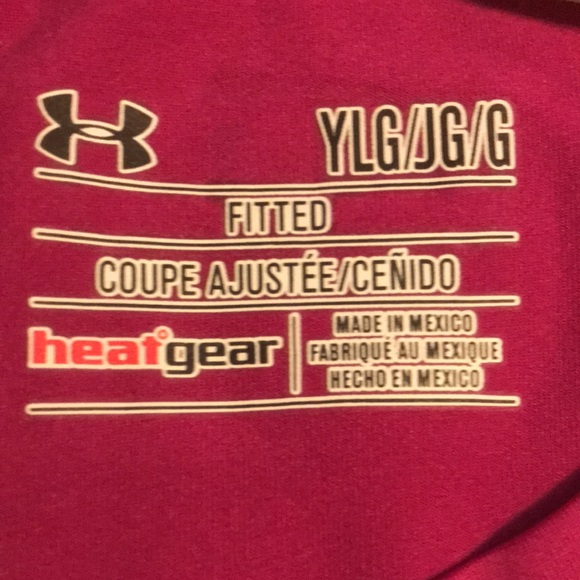 YLG/JG/G
FITTED
COUPE AJUSTÉE/CEÑIDO
heatgear
MADE IN MEXICO
FABRIQUÉ AU MEXIQUE
HECHO EN MEXICO